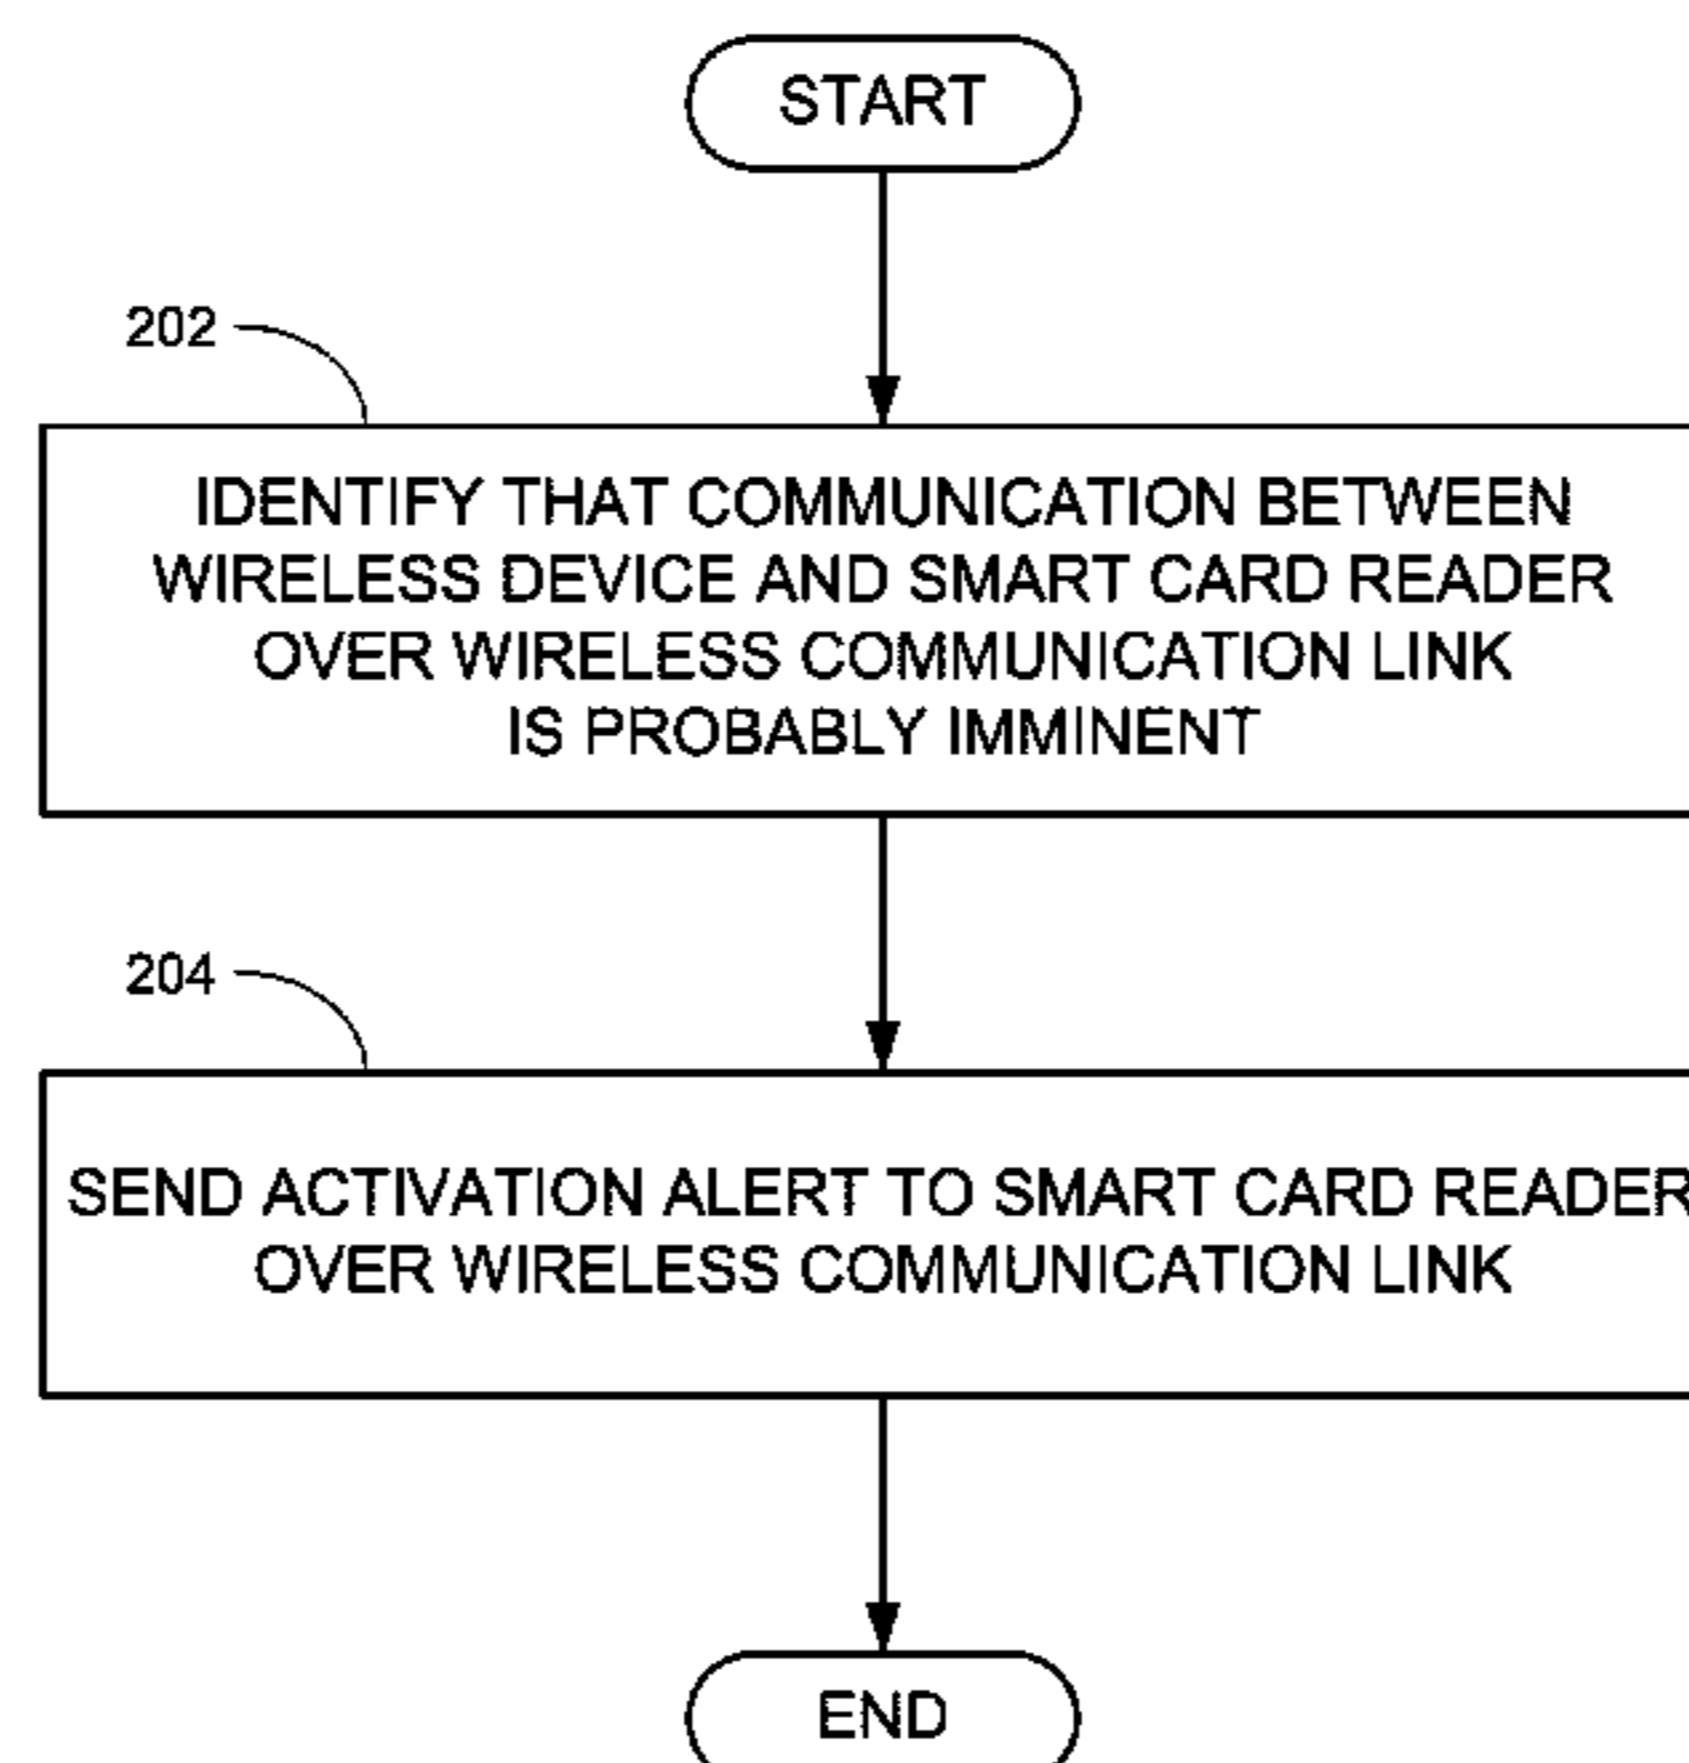 START
202
IDENTIFY THAT COMMUNICATION BETWEEN
WIRELESS DEVICE AND SMART CARD READER
OVER WIRELESS COMMUNICATION LINK
IS PROBABLY IMMINENT
204
SEND ACTIVATION ALERT TO SMART CARD READER
OVER WIRELESS COMMUNICATION LINK
END